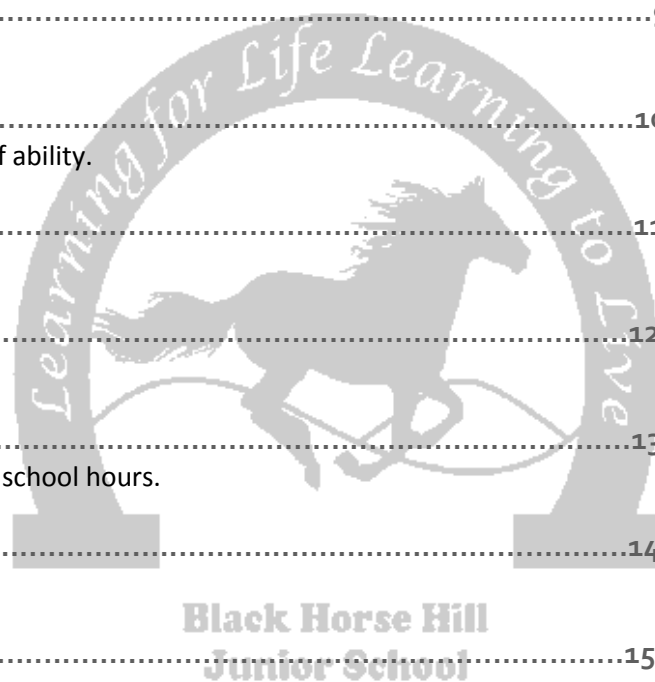 Learning for Life Learning to Live
10
f ability.
11
12
13
school hours.
14
Black Horse Hill
15
Junior School